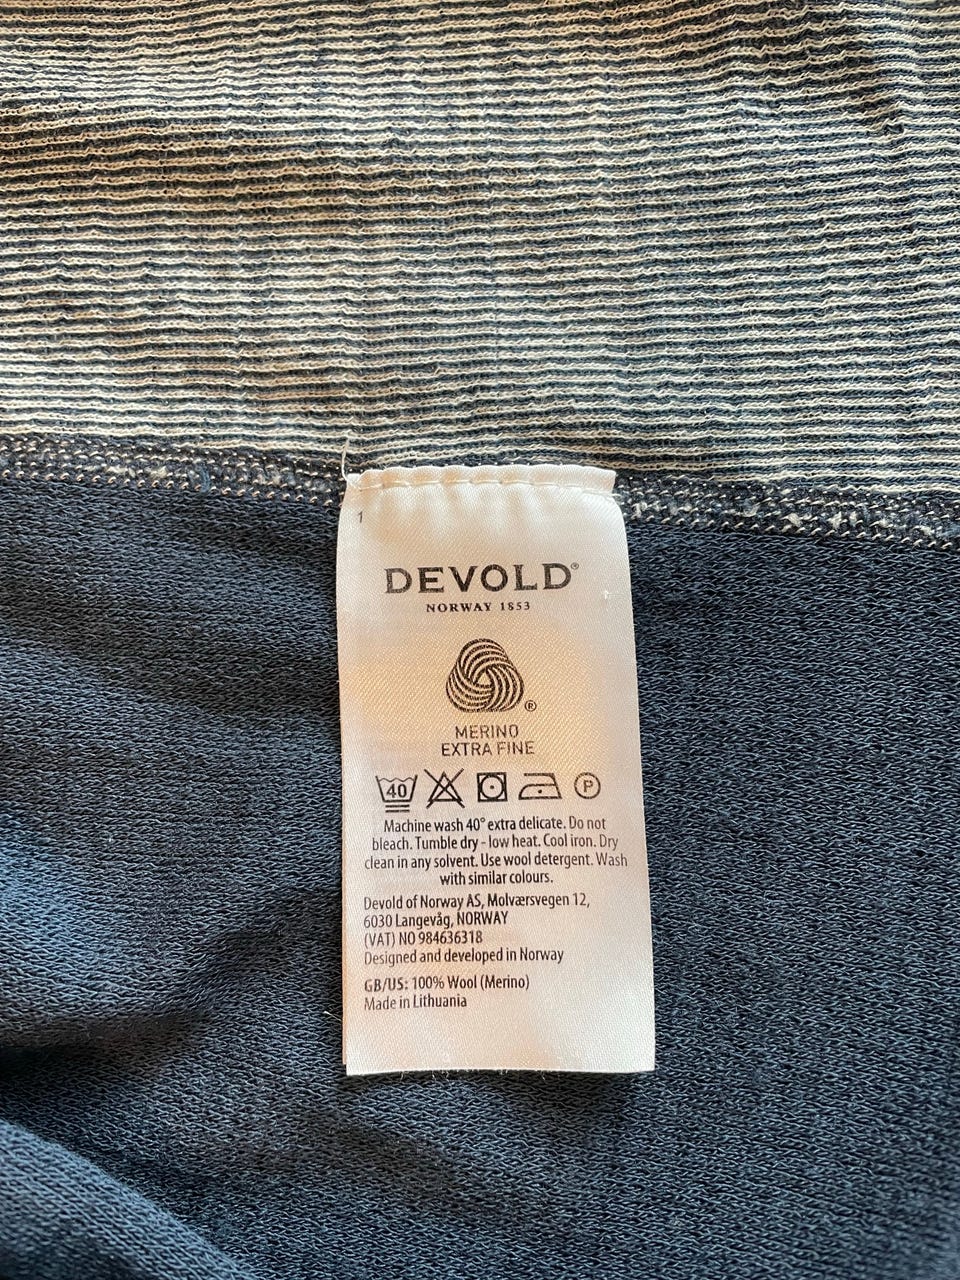 1
DEVOLD®
NORWAY 1853
®
MERINO
EXTRA FINE
40 P
Machine wash 40° extra delicate. Do not
bleach. Tumble dry - low heat. Cool iron. Dry
clean in any solvent. Use wool detergent. Wash
with similar colours.
Devold of Norway AS, Molværsvegen 12,
6030 Langevåg, NORWAY
(VAT) NO 984636318
Designed and developed in Norway
GB/US: 100% Wool (Merino)
Made in Lithuania